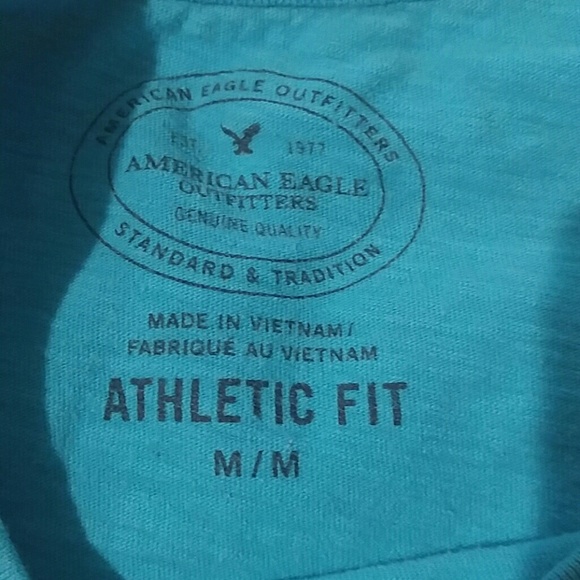 AMERICAN EAGLE OUTFITTERS
EST. 1977
AMERICAN EAGLE
OUTFITTERS
GENUINE QUALITY
STANDARD & TRADITION
MADE IN VIETNAM/
FABRIQUÉ AU VIETNAM
ATHLETIC FIT
M/M